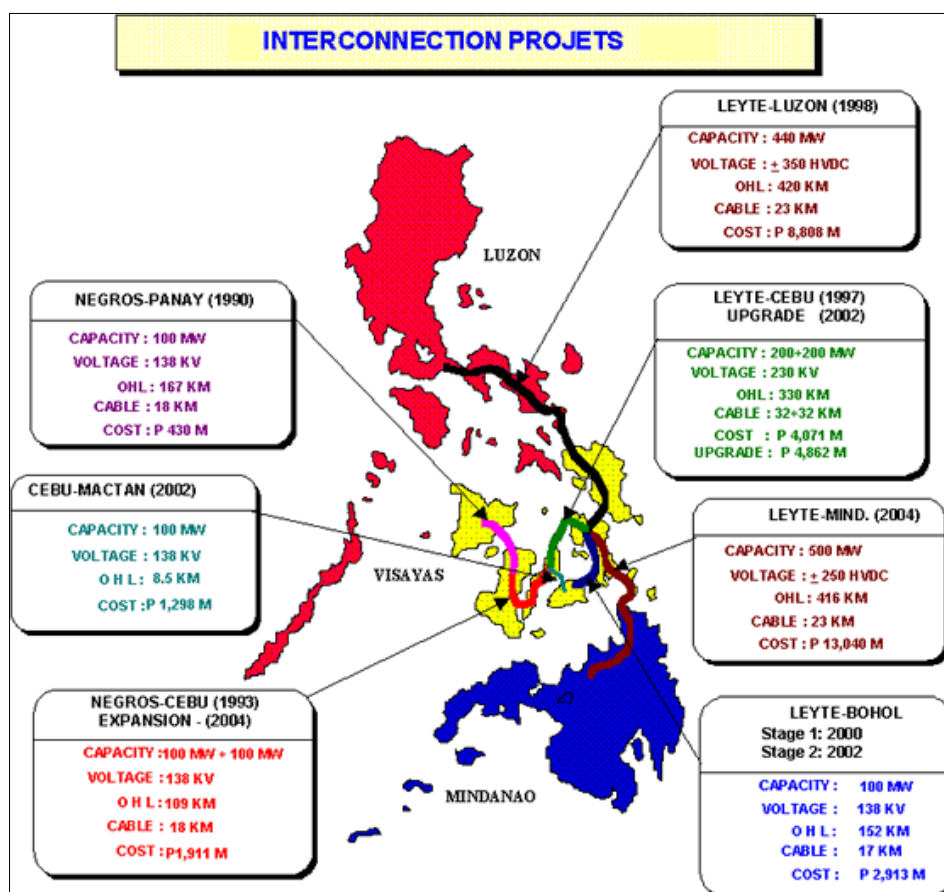 INTERCONNECTION PROJETS
LEYTE-LUZON (1998)
CAPACITY : 440 MW
VOLTAGE : ± 350 HVDC
OHL : 420 KM
CABLE : 23 KM
COST : P 8,808 M
LUZON
NEGROS-PANAY (1990)
CAPACITY : 100 MW
VOLTAGE : 138 KV
OHL : 167 KM
CABLE : 18 KM
COST : P 430 M
LEYTE-CEBU (1997)
UPGRADE (2002)
CAPACITY : 200+200 MW
VOLTAGE : 230 KV
OHL : 330 KM
CABLE : 32+32 KM
COST : P 4,071 M
UPGRADE : P 4,862 M
CEBU-MACTAN (2002)
CAPACITY : 100 MW
VOLTAGE : 138 KV
O H L : 8.5 KM
COST : P 1,298 M
VISAYAS
LEYTE-MIND. (2004)
CAPACITY : 500 MW
VOLTAGE : ± 250 HVDC
OHL : 416 KM
CABLE : 23 KM
COST : P 13,040 M
NEGROS-CEBU (1993)
EXPANSION - (2004)
CAPACITY : 100 MW + 100 MW
VOLTAGE : 138 KV
O H L : 109 KM
CABLE : 18 KM
COST : P1,911 M
MINDANAO
LEYTE-BOHOL
Stage 1: 2000
Stage 2: 2002
CAPACITY : 100 MW
VOLTAGE : 138 KV
O H L : 152 KM
CABLE : 17 KM
COST : P 2,913 M